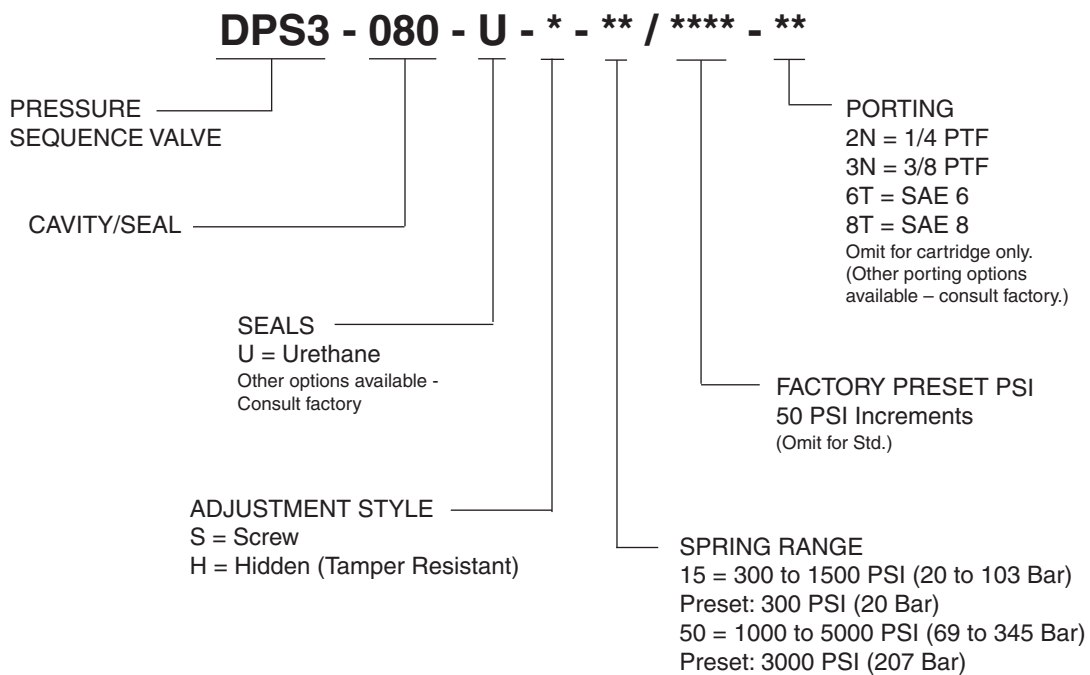 DPS3 - 080 - U - * - ** / **** - **
PRESSURE
SEQUENCE VALVE
CAVITY/SEAL
SEALS
U = Urethane
Other options available -
Consult factory
ADJUSTMENT STYLE
S = Screw
H = Hidden (Tamper Resistant)
PORTING
2N = 1/4 PTF
3N = 3/8 PTF
6T = SAE 6
8T = SAE 8
Omit for cartridge only.
(Other porting options
available – consult factory.)
FACTORY PRESET PSI
50 PSI Increments
(Omit for Std.)
SPRING RANGE
15 = 300 to 1500 PSI (20 to 103 Bar)
Preset: 300 PSI (20 Bar)
50 = 1000 to 5000 PSI (69 to 345 Bar)
Preset: 3000 PSI (207 Bar)